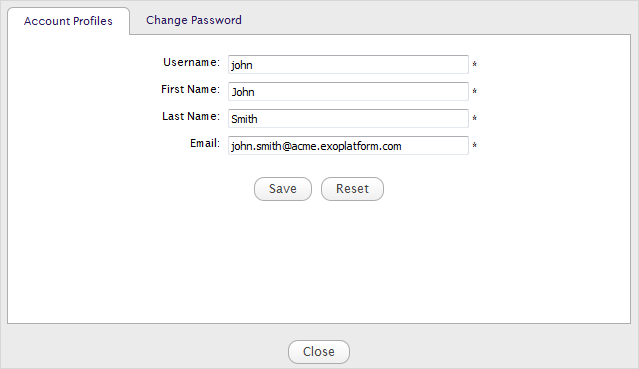 Account Profiles Change Password
Username: john *
First Name: John *
Last Name: Smith *
Email: john.smith@acme.exoplatform.com *
Save Reset
Close